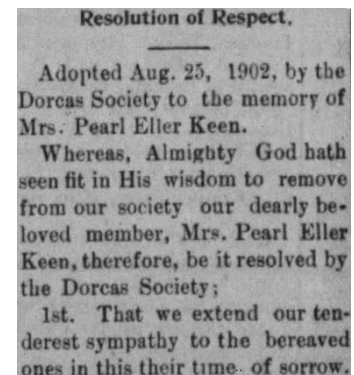 Resolution of Respect.
Adopted Aug. 25, 1902, by the
Dorcas Society to the memory of
Mrs. Pearl Eller Keen.
Whereas, Almighty God hath
seen fit in His wisdom to remove
from our society our dearly be-
loved member, Mrs. Pearl Eller
Keen, therefore, be it resolved by
the Dorcas Society;
1st. That we extend our ten-
derest sympathy to the bereaved
ones in this their time of sorrow.